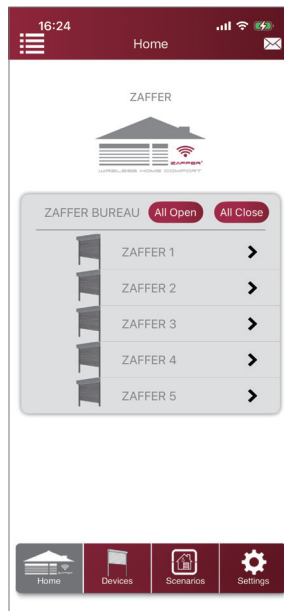 16:24
Home
ZAFFER
ZAFFER®
WIRELESS HOME COMFORT
ZAFFER BUREAU All Open All Close
ZAFFER 1
ZAFFER 2
ZAFFER 3
ZAFFER 4
ZAFFER 5
Home Devices Scenarios Settings